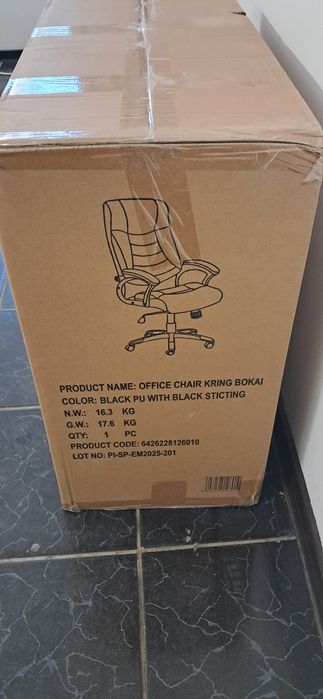 PRODUCT NAME: OFFICE CHAIR KRING BOKAI
COLOR: BLACK PU WITH BLACK STICTING
N.W.: 16.3 KG
G.W.: 17.6 KG
QTY: 1 PC
PRODUCT CODE: 6426228126010
LOT NO: PI-SP-EM2025-201